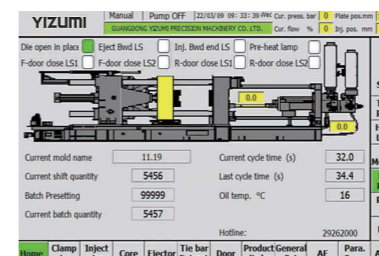 YIZUMI Manual Pump OFF 22/03/09 09:33:39 Wed Cur. press. bar 0 Plate pos.mm
GUANGDONG YIZUMI PRECISION MACHINERY CO. LTD. Cur. flow % 0 Inj. pos. mm
Die open in place Eject Bwd LS Inj. Bwd end LS Pre-heat lamp
F-door close LS1 F-door close LS2 R-door close LS1 R-door close LS2
0.0
0.0
Current mold name 11.19 Current cycle time (s) 32.0
Current shift quantity 5456 Last cycle time (s) 34.4
Batch Presetting 99999 Oil temp. °C 16
Current batch quantity 5457
Hotline: 29262000
Home Clamp Inject Core Ejector Tie bar Door Product General AF Para.